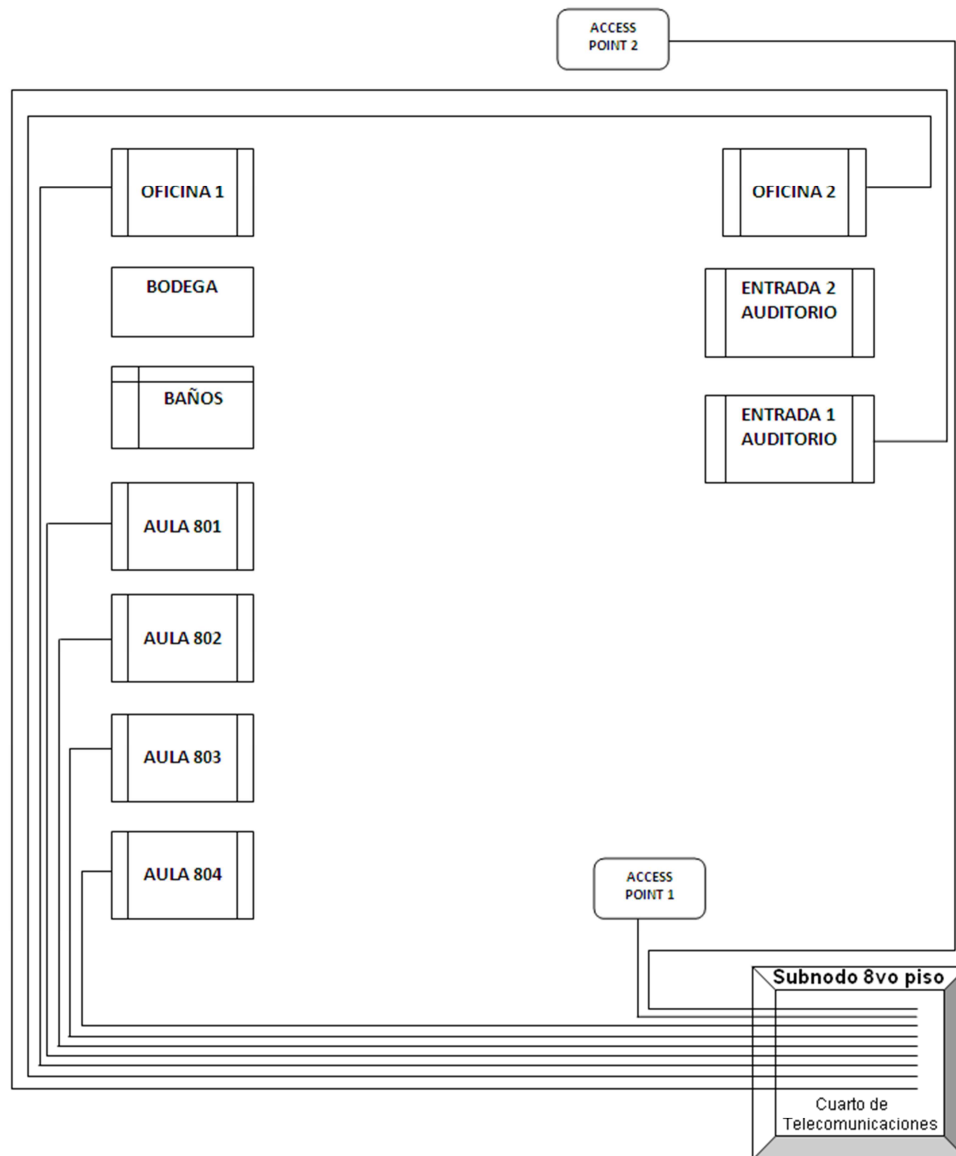 ACCESS
POINT 2
OFICINA 1
OFICINA 2
BODEGA
ENTRADA 2
AUDITORIO
BAÑOS
ENTRADA 1
AUDITORIO
AULA 801
AULA 802
AULA 803
AULA 804
ACCESS
POINT 1
Subnodo 8vo piso
Cuarto de
Telecomunicaciones